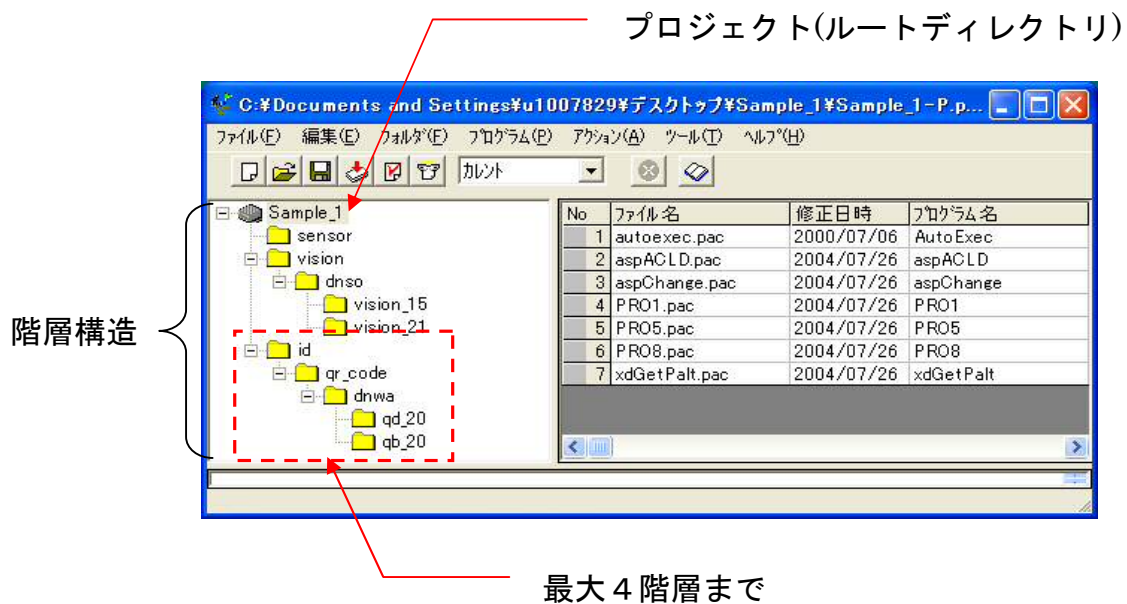 プロジェクト(ルートディレクトリ)
C:¥Documents and Settings¥u1007829¥デスクトップ¥Sample_1¥Sample_1-P.p...
ファイル(F) 編集(E) フォルダ(F) プログラム(P) アクション(A) ツール(T) ヘルプ(H)
カレント
Sample_1
sensor
vision
dnso
vision_15
vision_21
id
qr_code
dnwa
qd_20
qb_20
No ファイル名 修正日時 プログラム名
1 autoexec.pac 2000/07/06 AutoExec
2 aspACLD.pac 2004/07/26 aspACLD
3 aspChange.pac 2004/07/26 aspChange
4 PRO1.pac 2004/07/26 PRO1
5 PRO5.pac 2004/07/26 PRO5
6 PRO8.pac 2004/07/26 PRO8
7 xdGetPalt.pac 2004/07/26 xdGetPalt
階層構造
最大４階層まで